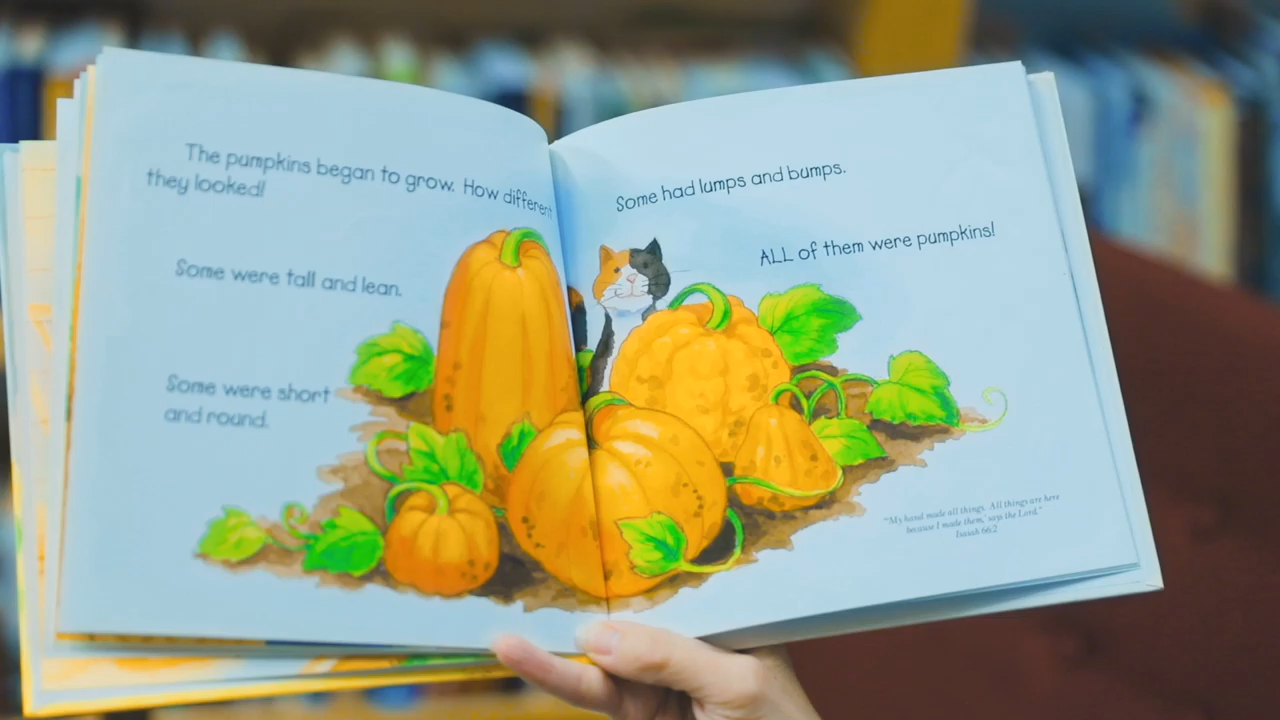 The pumpkins began to grow. How different
they looked!
Some were tall and lean.
Some were short
and round.
Some had lumps and bumps.
ALL of them were pumpkins!
"My hand made all things. All things are here
because I made them,' says the Lord."
Isaiah 66:2